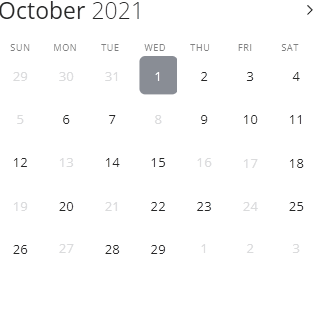 October 2021
SUN MON TUE WED THU FRI SAT
29 30 31 1 2 3 4
5 6 7 8 9 10 11
12 13 14 15 16 17 18
19 20 21 22 23 24 25
26 27 28 29 1 2 3